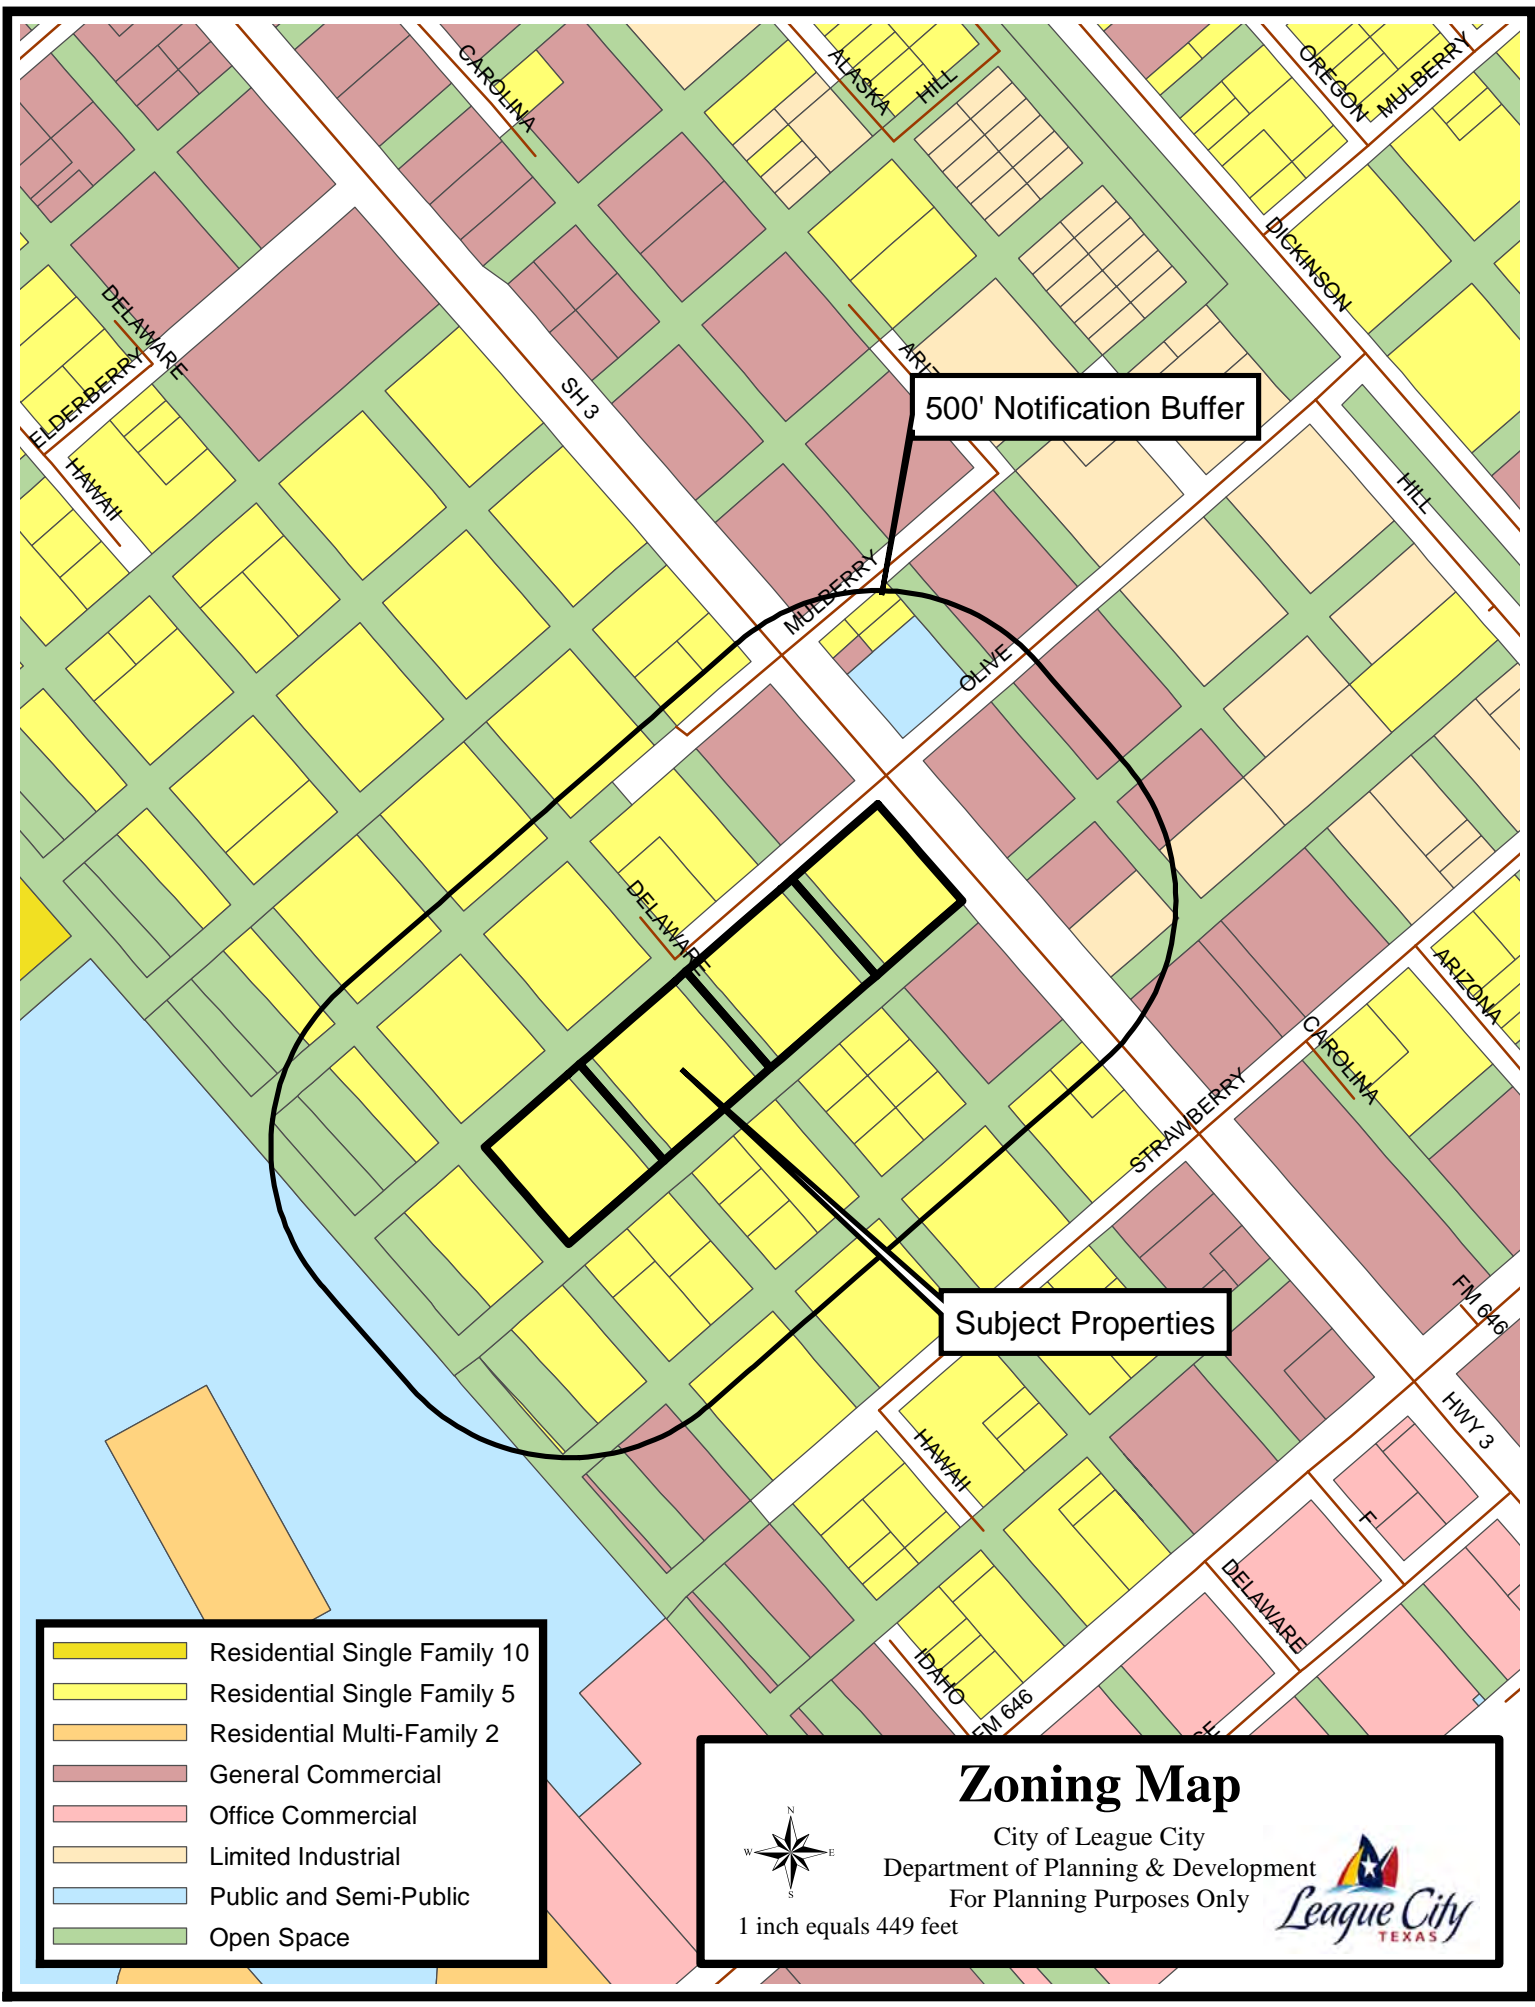 CAROLINA
ALASKA
HILL
OREGON
MULBERRY
DICKINSON
DELAWARE
ELDERBERRY
HAWAII
SH 3
500' Notification Buffer
HILL
MULBERRY
OLIVE
DELAWARE
ARIZONA
CAROLINA
STRAWBERRY
Subject Properties
FM 646
HWY 3
HAWAII
F
DELAWARE
IDAHO
FM 646
Residential Single Family 10
Residential Single Family 5
Residential Multi-Family 2
General Commercial
Office Commercial
Limited Industrial
Public and Semi-Public
Open Space
Zoning Map
City of League City
Department of Planning & Development
For Planning Purposes Only
1 inch equals 449 feet
N
W
E
S
League City
TEXAS